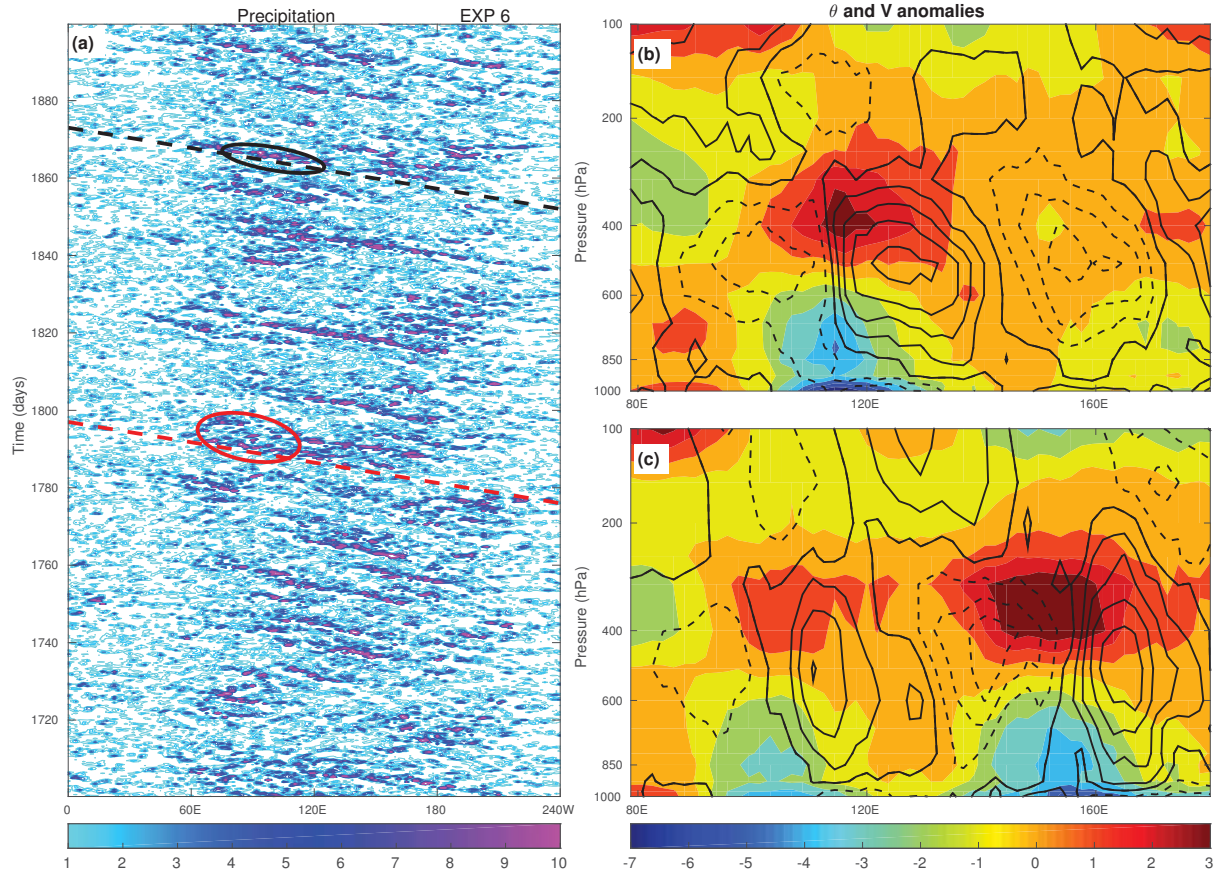 Precipitation EXP 6
(a)
Time (days)
1880
1860
1840
1820
1800
1780
1760
1740
1720
0 60E 120E 180 240W
1 2 3 4 5 6 7 8 9 10
θ and V anomalies
(b)
Pressure (hPa)
100
200
400
600
850
1000
80E 120E 160E
(c)
Pressure (hPa)
100
200
400
600
850
1000
80E 120E 160E
-7 -6 -5 -4 -3 -2 -1 0 1 2 3